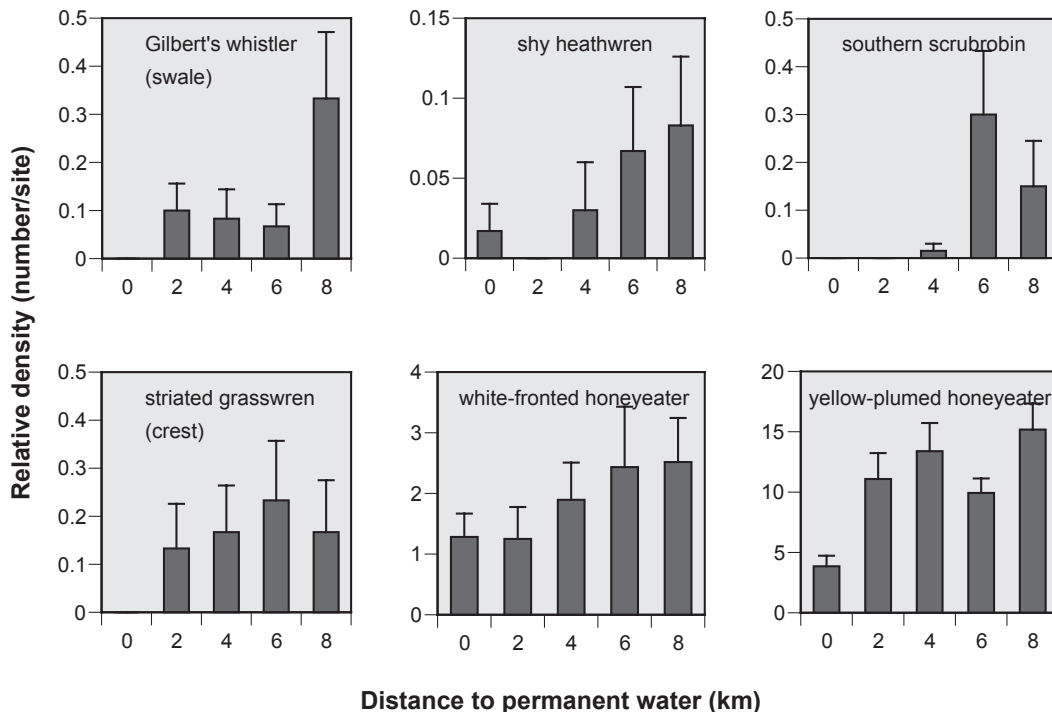 Relative density (number/site)
Gilbert's whistler
(swale)
0.5
0.4
0.3
0.2
0.1
0
0 2 4 6 8
shy heathwren
0.15
0.1
0.05
0
0 2 4 6 8
southern scrubrobin
0.5
0.4
0.3
0.2
0.1
0
0 2 4 6 8
striated grasswren
(crest)
0.5
0.4
0.3
0.2
0.1
0
0 2 4 6 8
white-fronted honeyeater
4
3
2
1
0
0 2 4 6 8
yellow-plumed honeyeater
20
15
10
5
0
0 2 4 6 8
Distance to permanent water (km)